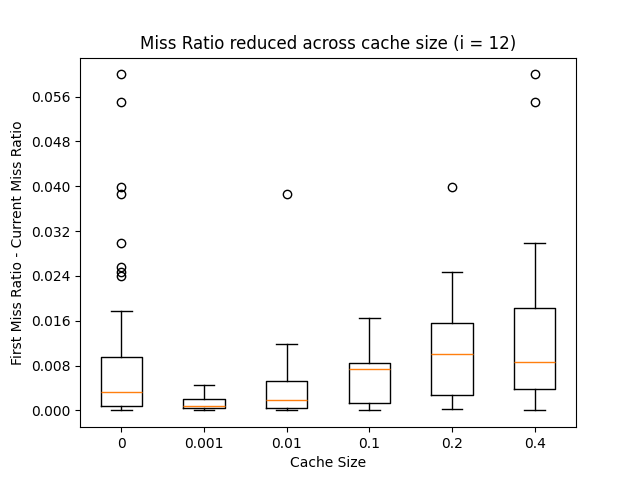 Miss Ratio reduced across cache size (i = 12)
First Miss Ratio - Current Miss Ratio
0.056
0.048
0.040
0.032
0.024
0.016
0.008
0.000
0 0.001 0.01 0.1 0.2 0.4
Cache Size